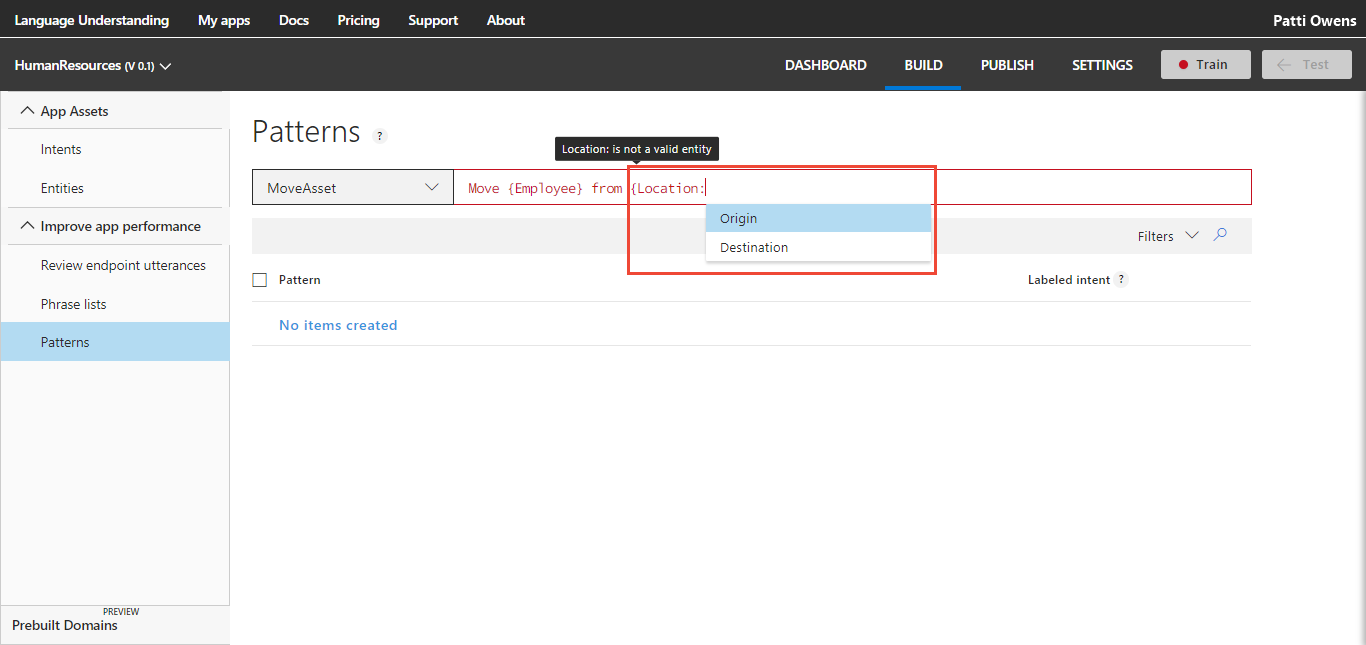 Language Understanding My apps Docs Pricing Support About Patti Owens
HumanResources (V 0.1) DASHBOARD BUILD PUBLISH SETTINGS Train Test
App Assets
Intents
Entities
Improve app performance
Review endpoint utterances
Phrase lists
Patterns
PREVIEW
Prebuilt Domains
Patterns ?
Location: is not a valid entity
MoveAsset Move {Employee} from {Location:
Origin
Destination
Filters
Pattern Labeled intent ?
No items created